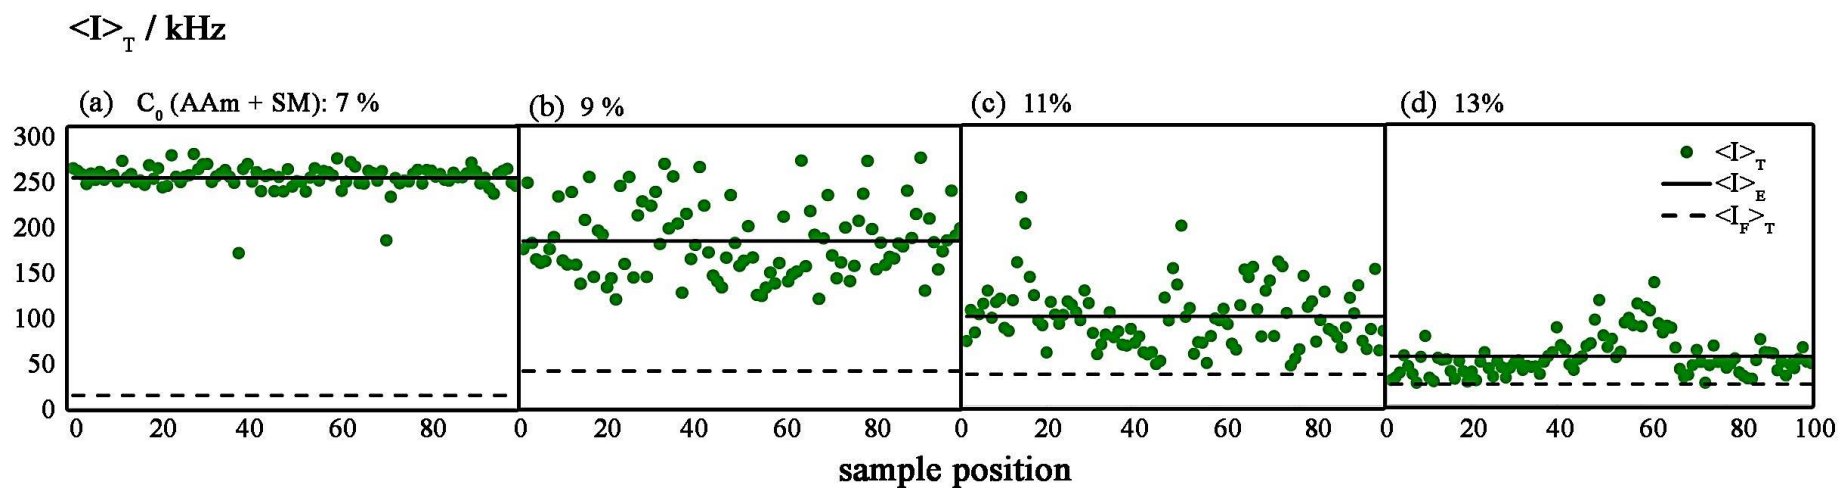 <I>T / kHz
(a) C0 (AAm + SM): 7 %
(b) 9 %
(c) 11%
(d) 13%
300
250
200
150
100
50
0
<I>T
<I>E
<IF>T
0 20 40 60 80
20 40 60 80
0 20 40 60 80
0 20 40 60 80 100
sample position